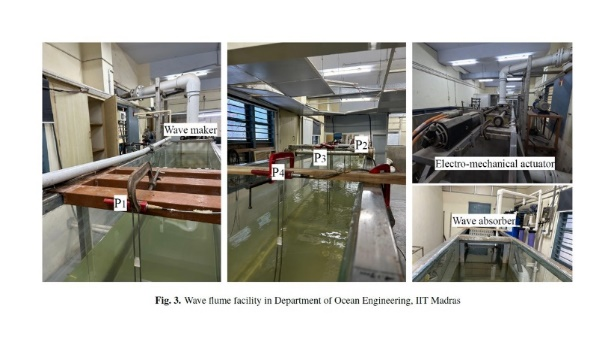 Wave maker
P1
P2
P3
P4
Electro-mechanical actuator
Wave absorber
Fig. 3. Wave flume facility in Department of Ocean Engineering, IIT Madras